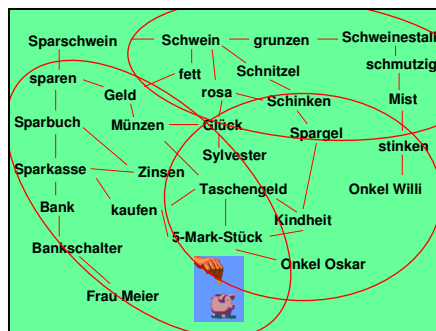 Sparschwein Schwein grunzen Schweinestall
sparen fett Schnitzel schmutzig
Geld rosa Schinken Mist
Sparbuch Münzen Glück Spargel
Sylvester stinken
Sparkasse Zinsen Taschengeld Onkel Willi
Bank kaufen Kindheit
Bankschalter 5-Mark-Stück
Onkel Oskar
Frau Meier